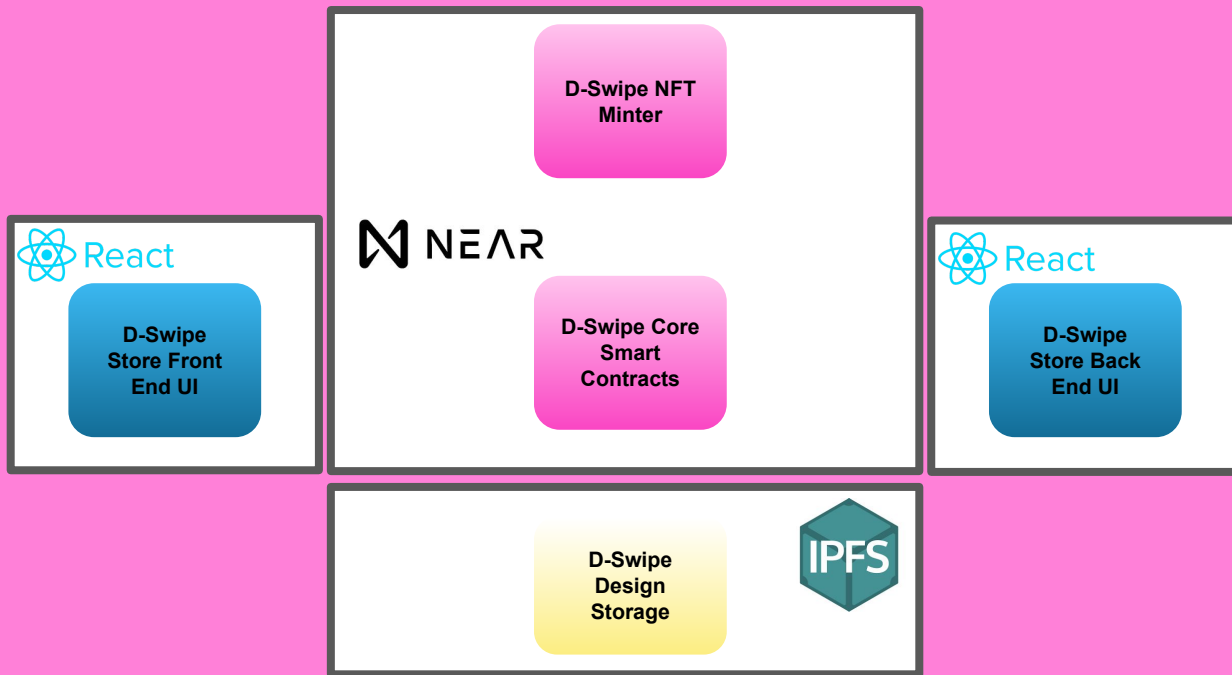 D-Swipe NFT
Minter
React
D-Swipe
Store Front
End UI
NEAR
D-Swipe Core
Smart
Contracts
React
D-Swipe
Store Back
End UI
D-Swipe
Design
Storage
IPFS